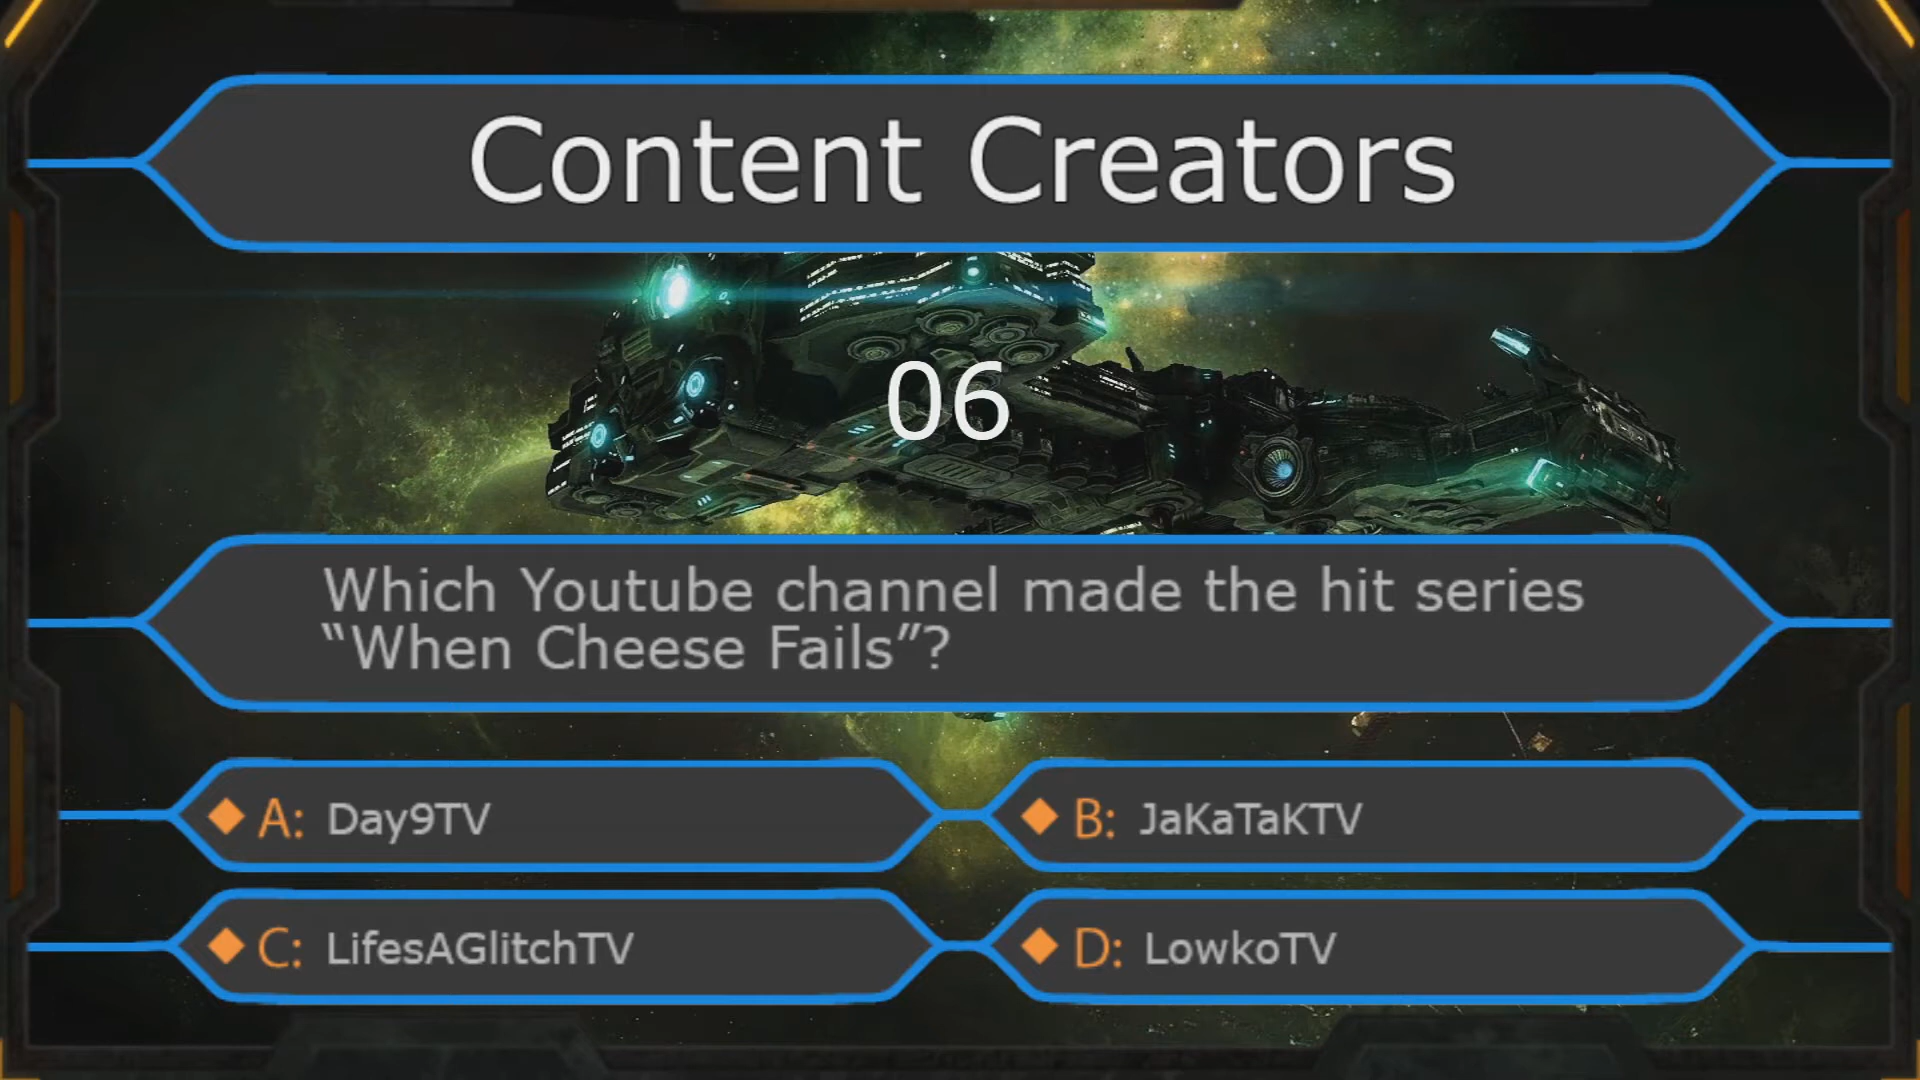 Content Creators
06
Which Youtube channel made the hit series
“When Cheese Fails”?
A: Day9TV
B: JaKaTaKTV
C: LifesAGlitchTV
D: LowkoTV